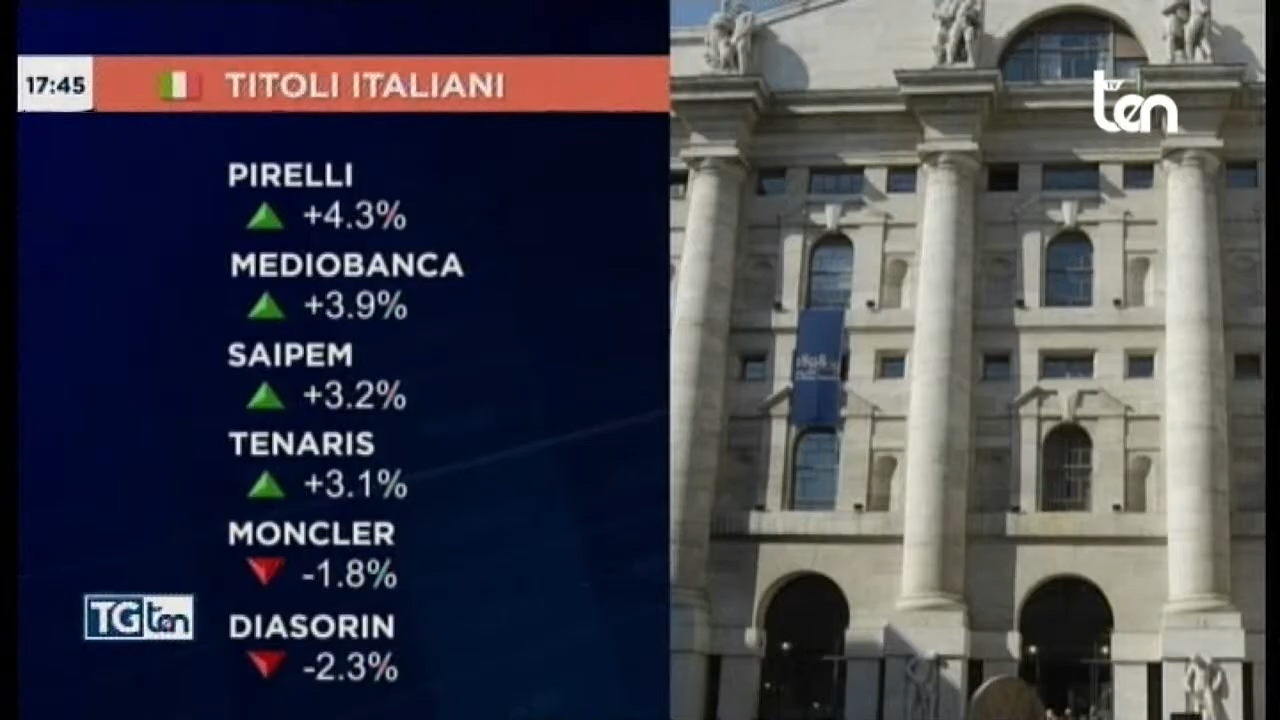 17:45
TITOLI ITALIANI
TV
ten
PIRELLI
+4.3%
MEDIOBANCA
+3.9%
SAIPEM
+3.2%
TENARIS
+3.1%
MONCLER
-1.8%
DIASORIN
-2.3%
TGten